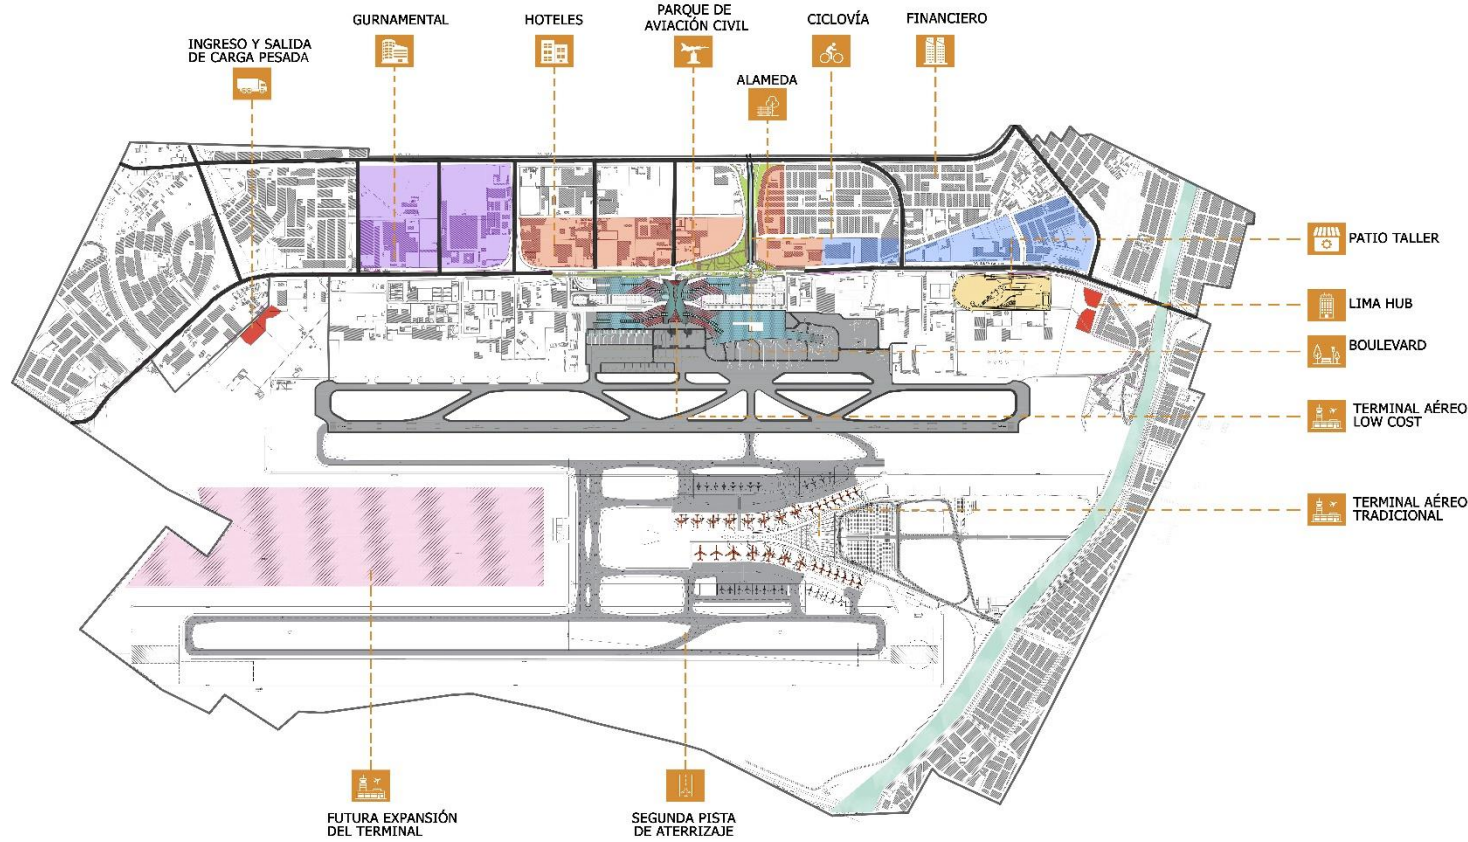 GURNAMENTAL
HOTELES
PARQUE DE
AVIACIÓN CIVIL
CICLOVÍA
FINANCIERO
INGRESO Y SALIDA
DE CARGA PESADA
ALAMEDA
PATIO TALLER
LIMA HUB
BOULEVARD
TERMINAL AÉREO
LOW COST
TERMINAL AÉREO
TRADICIONAL
FUTURA EXPANSIÓN
DEL TERMINAL
SEGUNDA PISTA
DE ATERRIZAJE